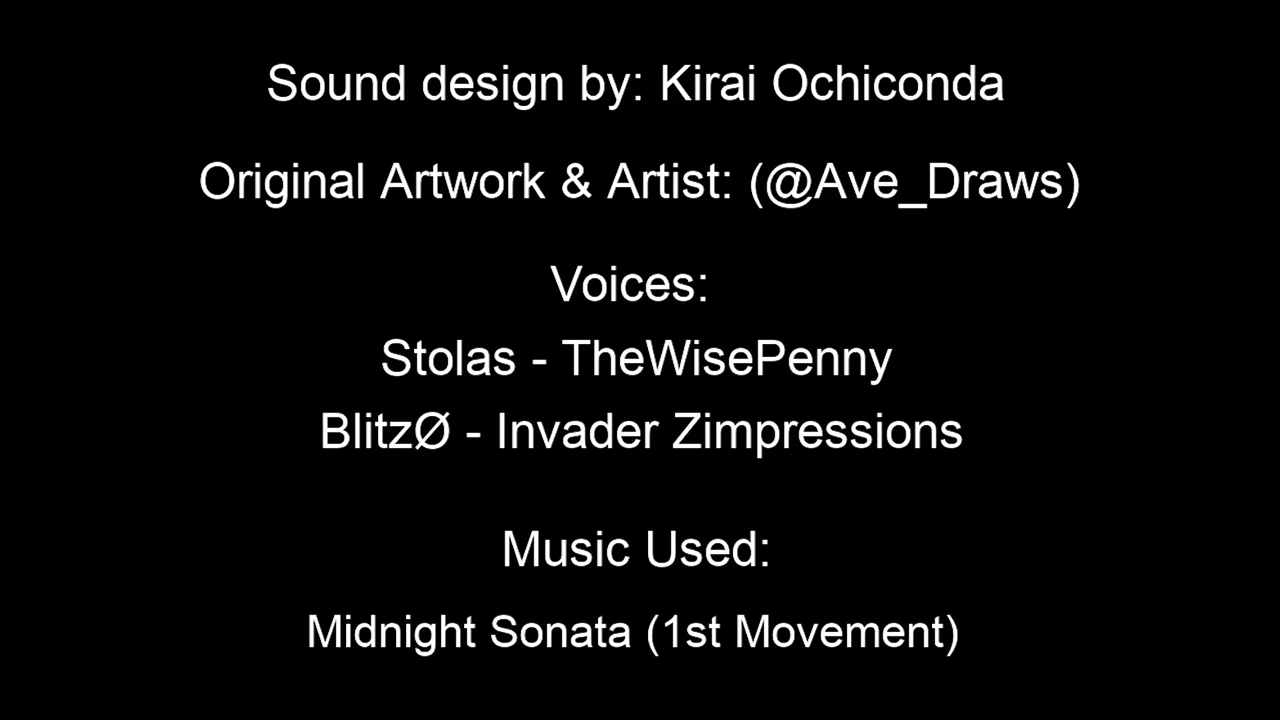 Sound design by: Kirai Ochiconda
Original Artwork & Artist: (@Ave_Draws)
Voices:
Stolas - TheWisePenny
BlitzØ - Invader Zimpressions
Music Used:
Midnight Sonata (1st Movement)